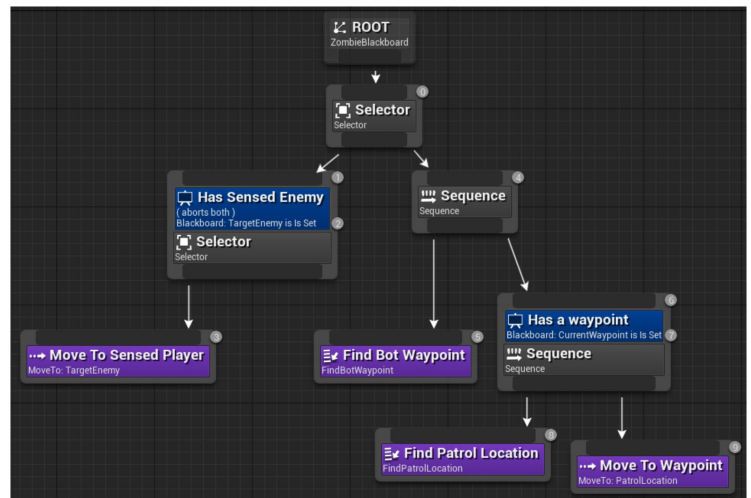 ROOT
ZombieBlackboard
0
Selector
Selector
1
Has Sensed Enemy
( aborts both )
Blackboard: TargetEnemy is Is Set
2
Selector
Selector
4
Sequence
Sequence
3
Move To Sensed Player
MoveTo: TargetEnemy
5
Find Bot Waypoint
FindBotWaypoint
6
Has a waypoint
Blackboard: CurrentWaypoint is Is Set
7
Sequence
Sequence
8
Find Patrol Location
FindPatrolLocation
9
Move To Waypoint
MoveTo: PatrolLocation